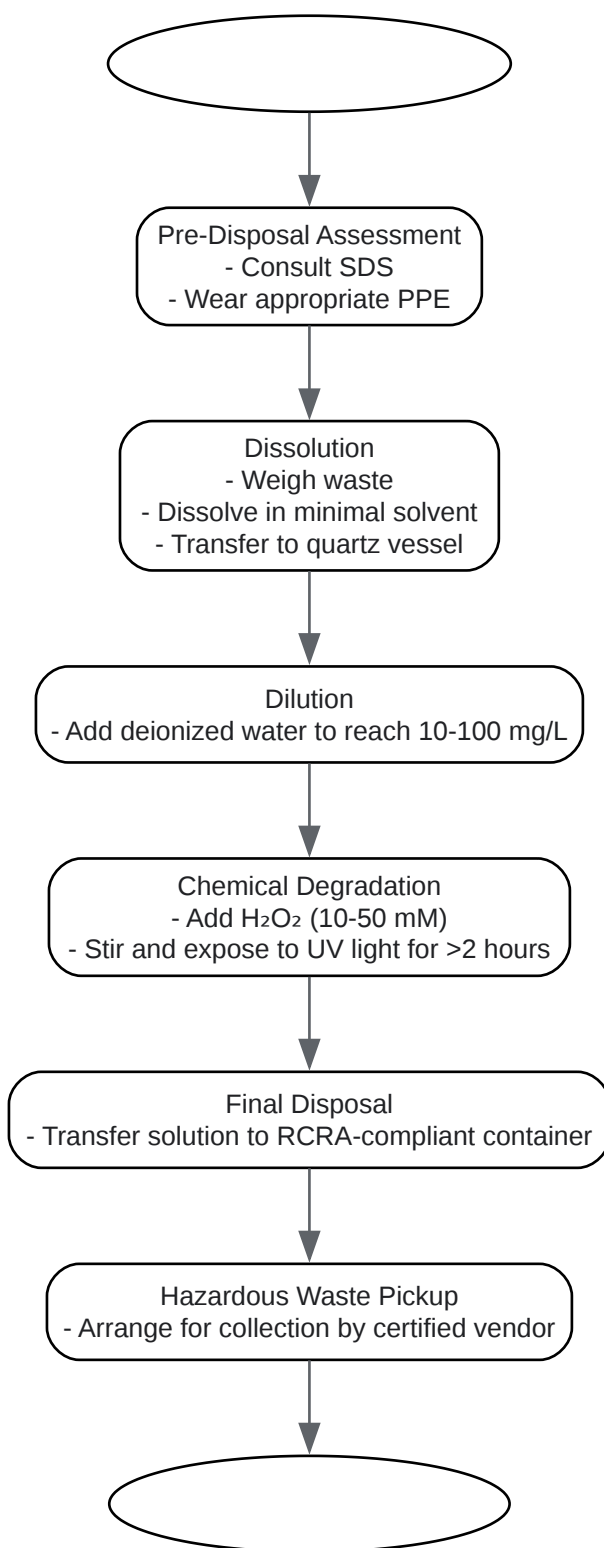 Pre-Disposal Assessment
- Consult SDS
- Wear appropriate PPE
Dissolution
- Weigh waste
- Dissolve in minimal solvent
- Transfer to quartz vessel
Dilution
- Add deionized water to reach 10-100 mg/L
Chemical Degradation
- Add H₂O₂ (10-50 mM)
- Stir and expose to UV light for >2 hours
Final Disposal
- Transfer solution to RCRA-compliant container
Hazardous Waste Pickup
- Arrange for collection by certified vendor